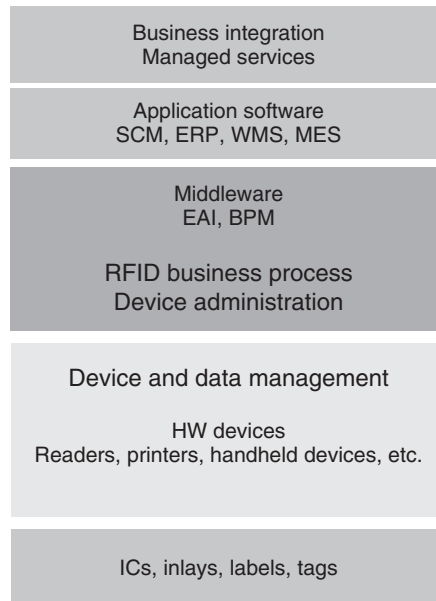 Business integration
Managed services
Application software
SCM, ERP, WMS, MES
Middleware
EAI, BPM
RFID business process
Device administration
Device and data management
HW devices
Readers, printers, handheld devices, etc.
ICs, inlays, labels, tags